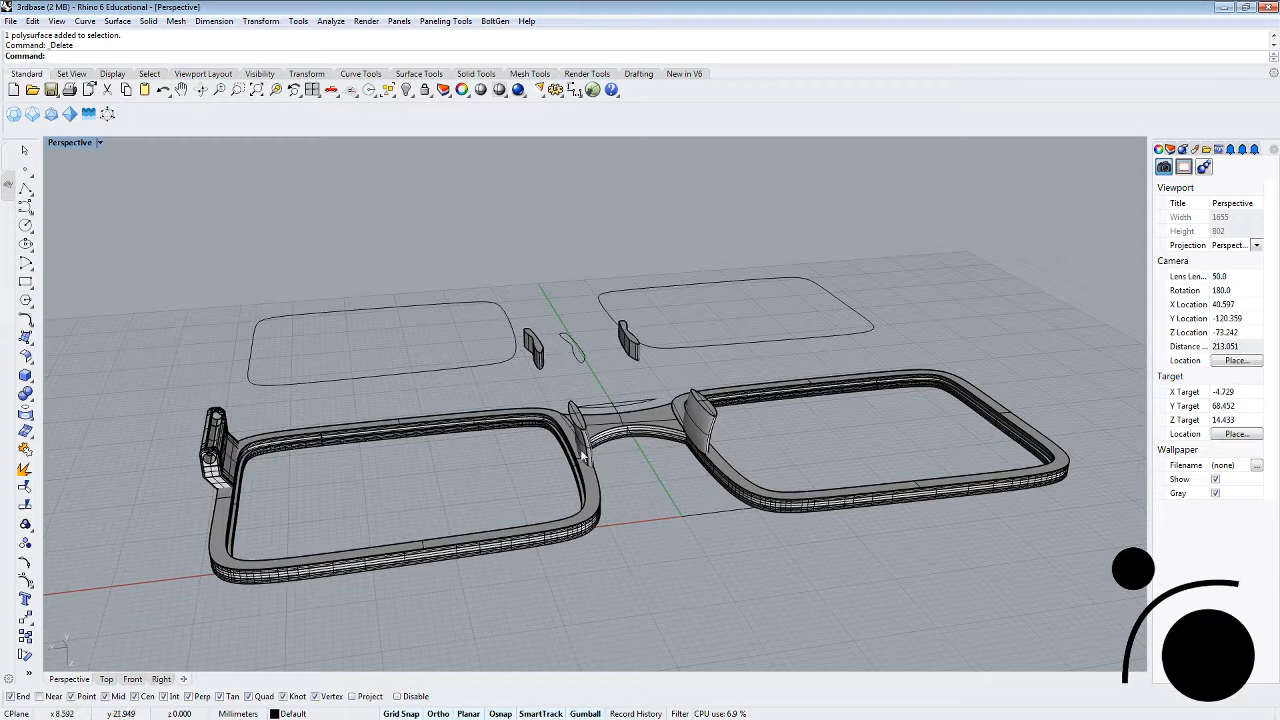 3rdbase (2 MB) - Rhino 6 Educational - [Perspective]
File Edit View Curve Surface Solid Mesh Dimension Transform Tools Analyze Render Panels Paneling Tools BoltGen Help
1 polysurface added to selection.
Command: _Delete
Command:
Standard Set View Display Select Viewport Layout Visibility Transform Curve Tools Surface Tools Solid Tools Mesh Tools Render Tools Drafting New in V6
Perspective
Viewport
Title Perspective
Width 1655
Height 802
Projection Perspect...
Camera
Lens Len... 50.0
Rotation 180.0
X Location 40.597
Y Location -120.359
Z Location -73.242
Distance ... 213.051
Location Place...
Target
X Target -4.729
Y Target 68.452
Z Target 14.433
Location Place...
Wallpaper
Filename (none) ...
Show
Gray
y
x
z
Perspective Top Front Right
End Near Point Mid Cen Int Perp Tan Quad Knot Vertex Project Disable
CPlane x 8.592 y 21.949 z 0.000 Millimeters Default Grid Snap Ortho Planar Osnap SmartTrack Gumball Record History Filter CPU use: 6.9 %